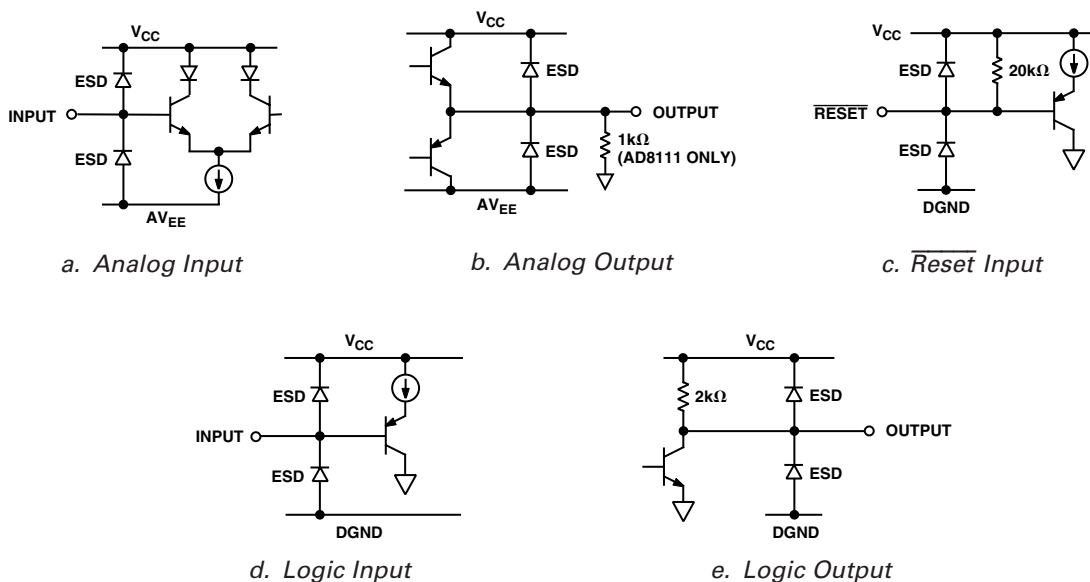 VCC
ESD
INPUT
ESD
AVEE
a. Analog Input
VCC
ESD
OUTPUT
1kΩ
(AD8111 ONLY)
ESD
AVEE
b. Analog Output
VCC
ESD
20kΩ
RESET
ESD
DGND
c. Reset Input
VCC
ESD
INPUT
ESD
DGND
d. Logic Input
VCC
2kΩ
ESD
OUTPUT
ESD
DGND
e. Logic Output